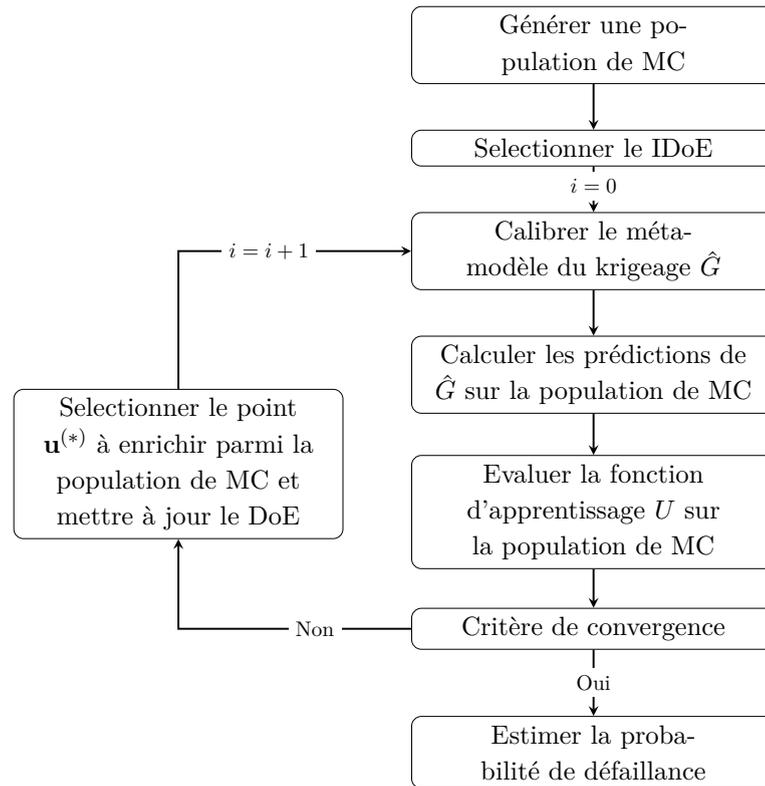 Générer une po-
pulation de MC
Selectionner le IDoE
i = 0
Calibrer le méta-
modèle du krigeage Ĝ
i = i + 1
Calculer les prédictions de
Ĝ sur la population de MC
Selectionner le point
u(*) à enrichir parmi la
population de MC et
mettre à jour le DoE
Evaluer la fonction
d'apprentissage U sur
la population de MC
Critère de convergence
Non
Oui
Estimer la proba-
bilité de défaillance